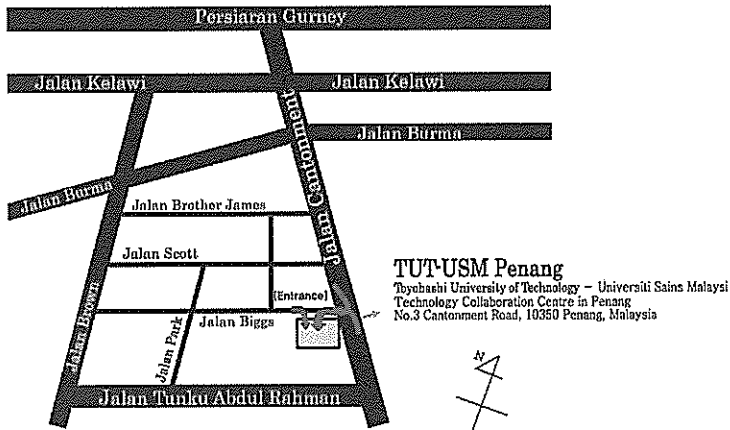 Persiaran Gurney
Jalan Kelawi
Jalan Kelawi
Jalan Cantonment
Jalan Burma
Jalan Burma
Jalan Brother James
Jalan Scott
[Entrance]
Jalan Biggs
Jalan Park
Jalan Brown
Jalan Tunku Abdul Rahman
TUT-USM Penang
Toyohashi University of Technology – Universiti Sains Malaysi
Technology Collaboration Centre in Penang
No.3 Cantonment Road, 10350 Penang, Malaysia
N